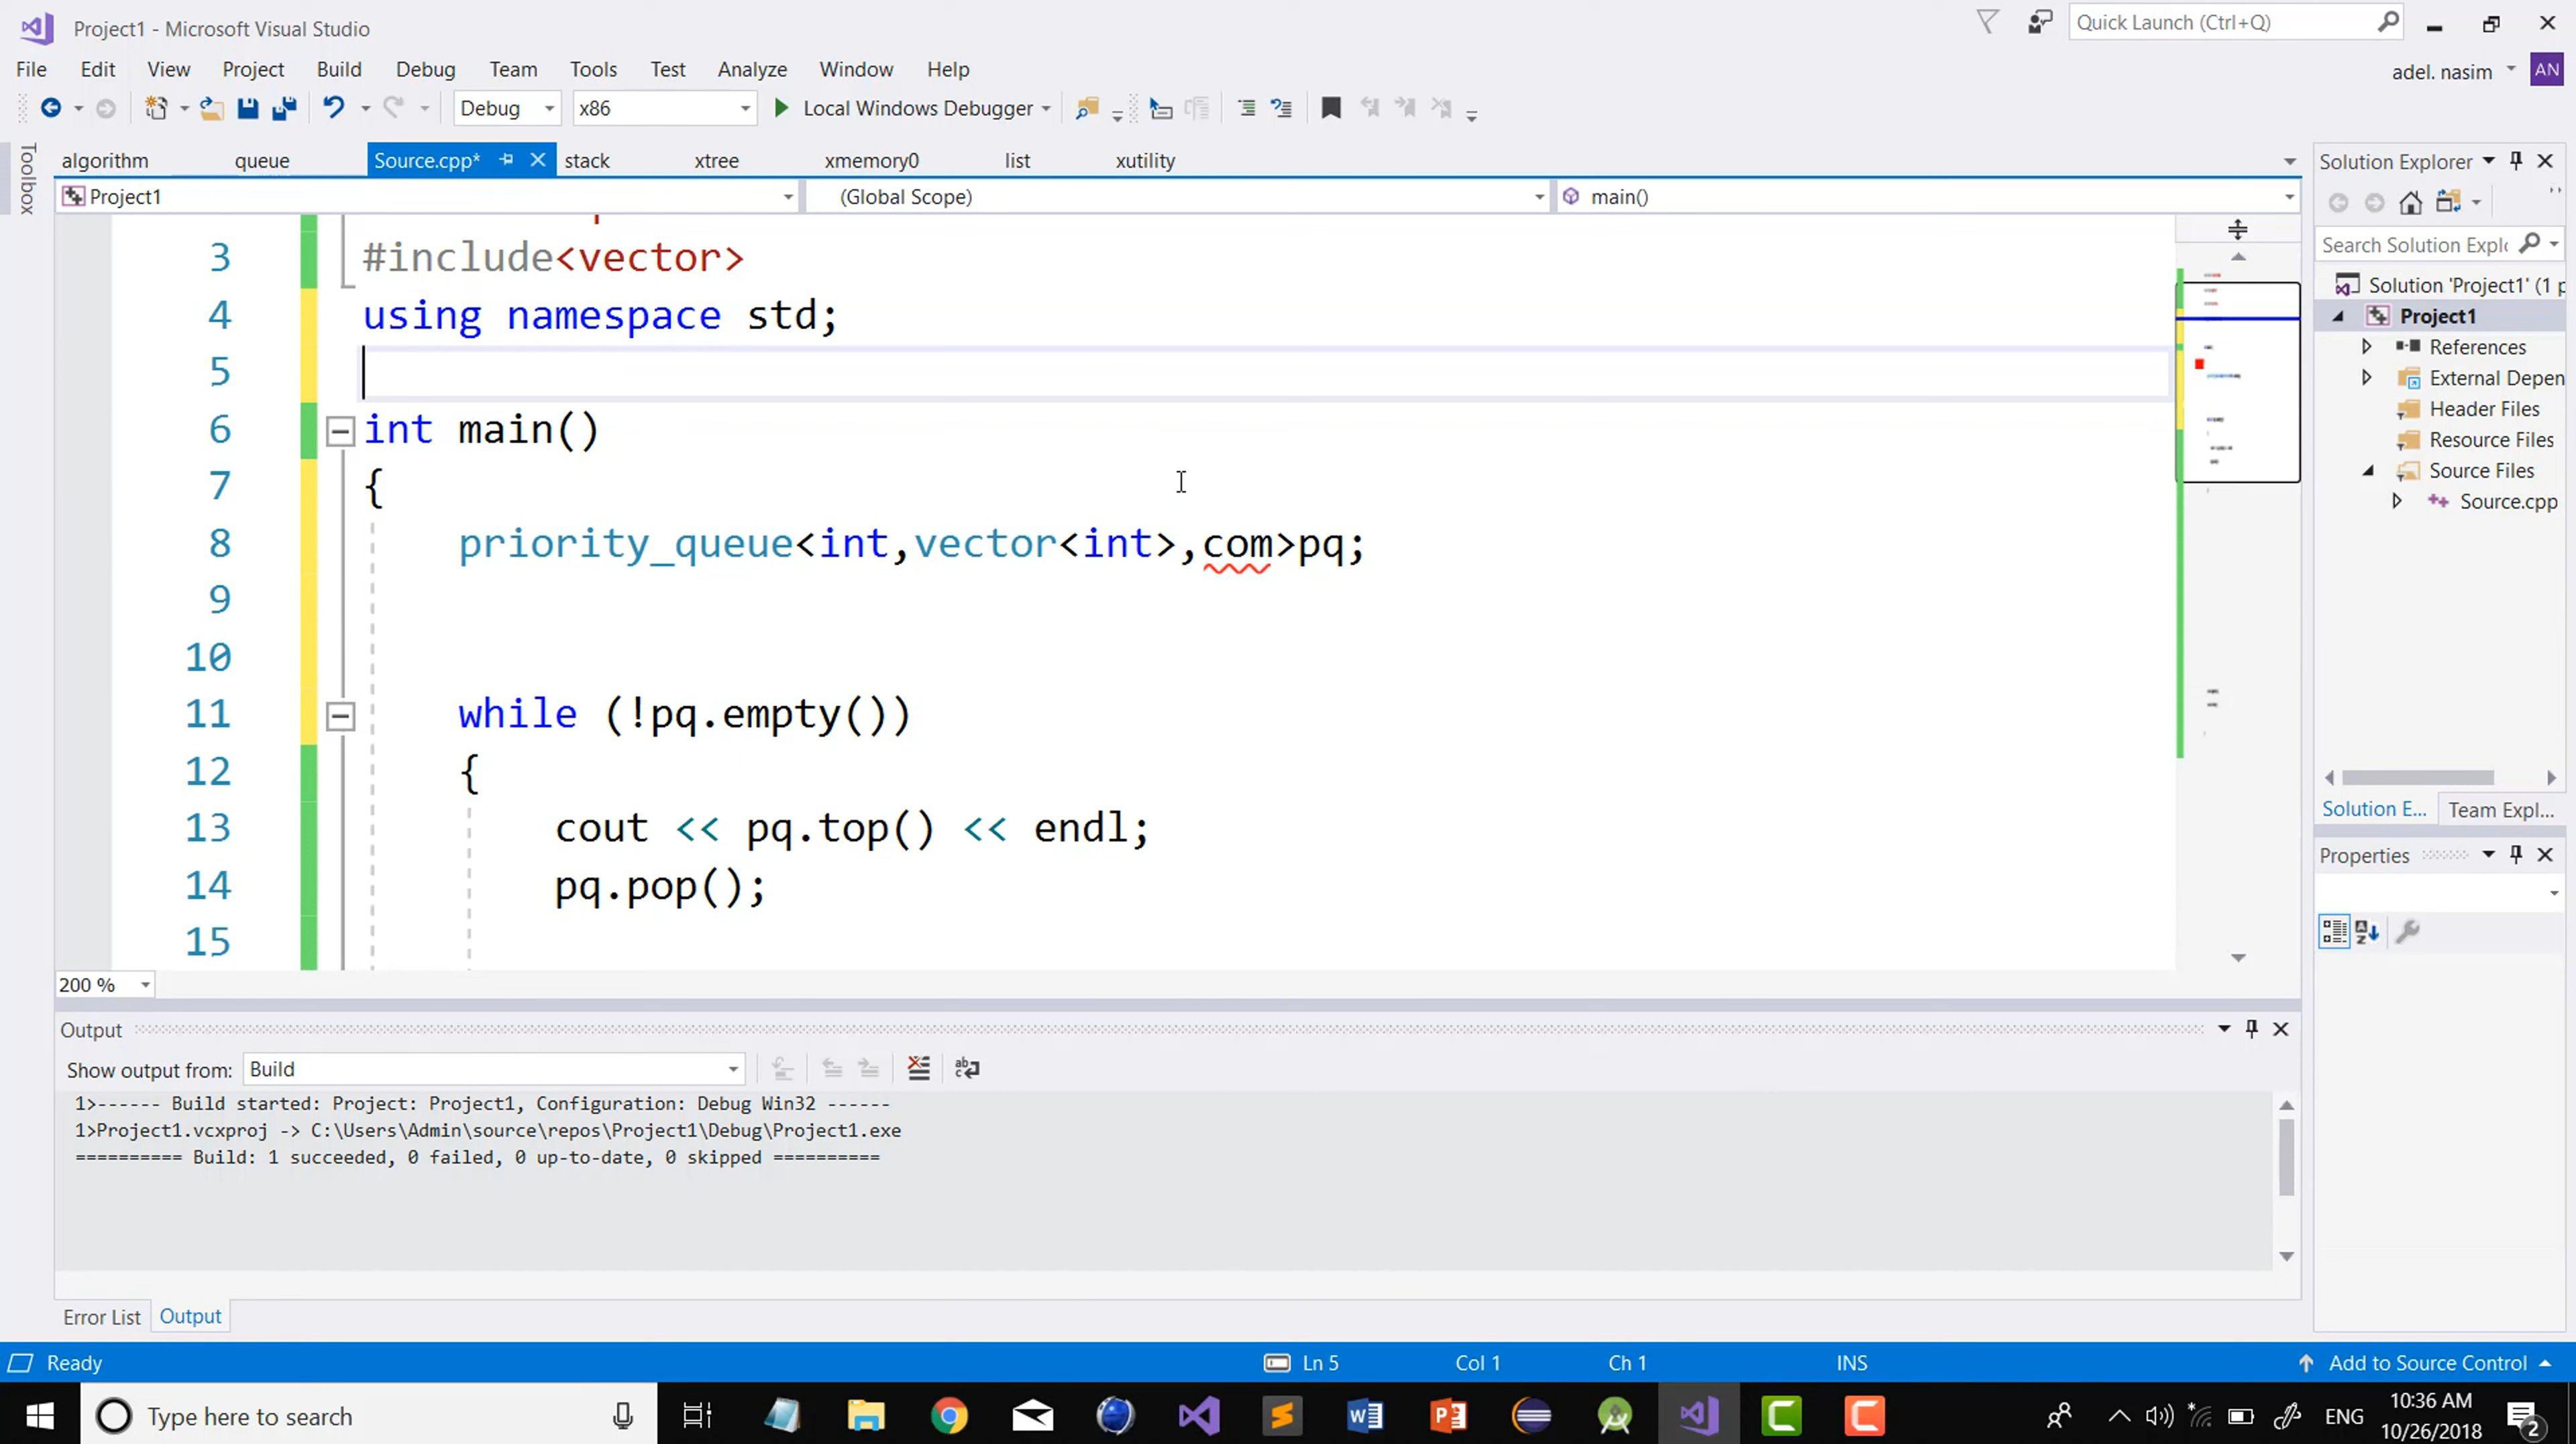 Project1 - Microsoft Visual Studio
Quick Launch (Ctrl+Q)
File Edit View Project Build Debug Team Tools Test Analyze Window Help
adel. nasim
AN
Debug x86 Local Windows Debugger
Toolbox
algorithm queue Source.cpp* stack xtree xmemory0 list xutility
Project1 (Global Scope) main()
3 #include<vector>
4 using namespace std;
5
6 int main()
7 {
8 priority_queue<int,vector<int>,com>pq;
9
10
11 while (!pq.empty())
12 {
13 cout << pq.top() << endl;
14 pq.pop();
15
200 %
Solution Explorer
Search Solution Explo
Solution 'Project1' (1 p
Project1
References
External Depen
Header Files
Resource Files
Source Files
Source.cpp
Solution E... Team Expl...
Properties
Output
Show output from: Build
1>------ Build started: Project: Project1, Configuration: Debug Win32 ------
1>Project1.vcxproj -> C:\Users\Admin\source\repos\Project1\Debug\Project1.exe
========== Build: 1 succeeded, 0 failed, 0 up-to-date, 0 skipped ==========
Error List Output
Ready Ln 5 Col 1 Ch 1 INS Add to Source Control
Type here to search
ENG
10:36 AM
10/26/2018
2